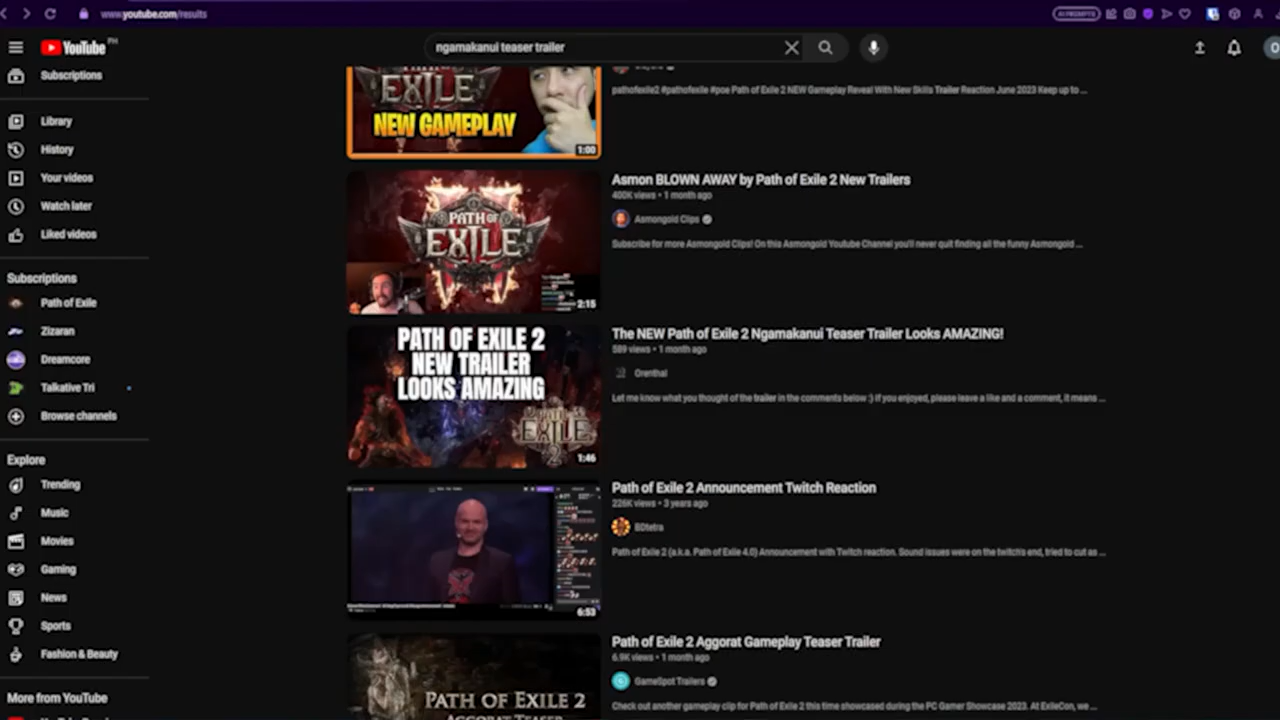 www.youtube.com/results
YouTube PH
ngamakanui teaser trailer
Subscriptions
Library
History
Your videos
Watch later
Liked videos
Subscriptions
Path of Exile
Zizaran
Dreamcore
Talkative Tri
Browse channels
Explore
Trending
Music
Movies
Gaming
News
Sports
Fashion & Beauty
More from YouTube
EXILE
NEW GAMEPLAY
1:00
pathofexile2 #pathofexile #poe Path of Exile 2 NEW Gameplay Reveal With New Skills Trailer Reaction June 2023 Keep up to ...
PATH OF
EXILE
2:15
Asmon BLOWN AWAY by Path of Exile 2 New Trailers
400K views • 1 month ago
Asmongold Clips
Subscribe for more Asmongold Clips! On this Asmongold Youtube Channel you'll never quit finding all the funny Asmongold ...
PATH OF EXILE 2
NEW TRAILER
LOOKS AMAZING
PATH OF
EXILE
2
1:46
The NEW Path of Exile 2 Ngamakanui Teaser Trailer Looks AMAZING!
589 views • 1 month ago
Orenthal
Let me know what you thought of the trailer in the comments below :) If you enjoyed, please leave a like and a comment, it means ...
6:53
Path of Exile 2 Announcement Twitch Reaction
226K views • 3 years ago
BDtetra
Path of Exile 2 (a.k.a. Path of Exile 4.0) Announcement with Twitch reaction. Sound issues were on the twitchs end, tried to cut as ...
PATH OF EXILE 2
AGGORAT TEASER
Path of Exile 2 Aggorat Gameplay Teaser Trailer
6.9K views • 1 month ago
GameSpot Trailers
Check out another gameplay clip for Path of Exile 2 this time showcased during the PC Gamer Showcase 2023. At ExileCon, we ...